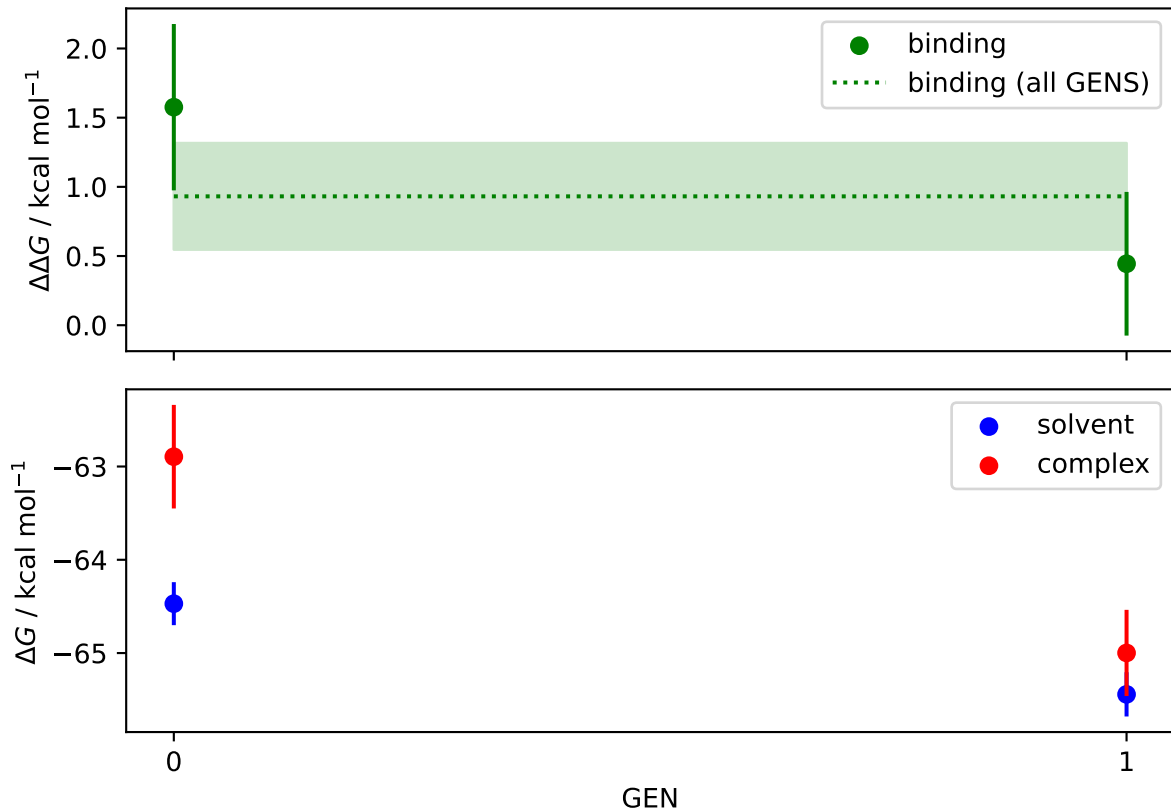 2.0
1.5
1.0
0.5
0.0
ΔΔG / kcal mol⁻¹
binding
binding (all GENS)
−63
−64
−65
ΔG / kcal mol⁻¹
solvent
complex
0
1
GEN